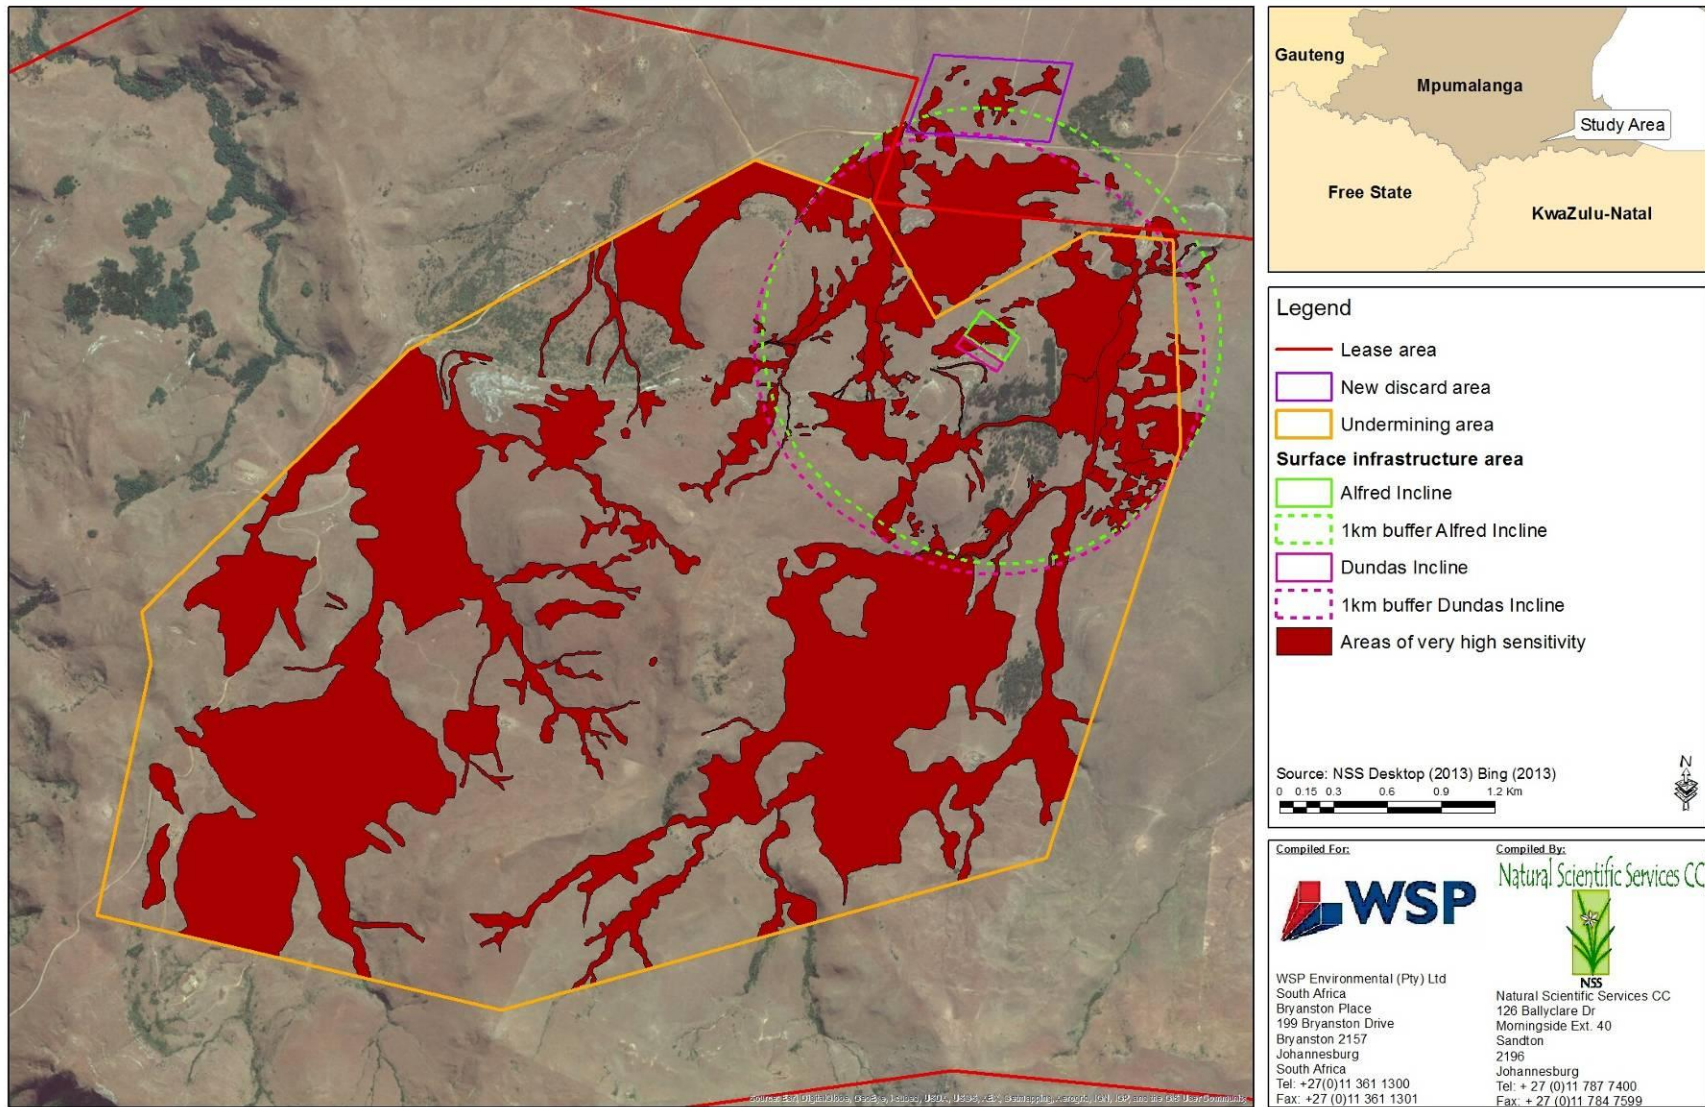 Gauteng
Mpumalanga
Study Area
Free State
KwaZulu-Natal
Legend
Lease area
New discard area
Undermining area
Surface infrastructure area
Alfred Incline
1km buffer Alfred Incline
Dundas Incline
1km buffer Dundas Incline
Areas of very high sensitivity
N
Source: NSS Desktop (2013) Bing (2013)
0 0.15 0.3 0.6 0.9 1.2 Km
Compiled For:
WSP
WSP Environmental (Pty) Ltd
South Africa
Bryanston Place
199 Bryanston Drive
Bryanston 2157
Johannesburg
South Africa
Tel: +27(0)11 361 1300
Fax: +27 (0)11 361 1301
Compiled By:
Natural Scientific Services CC
NSS
Natural Scientific Services CC
126 Ballyclare Dr
Morningside Ext. 40
Sandton
2196
Johannesburg
Tel: + 27 (0)11 787 7400
Fax: + 27 (0)11 784 7599
and the GIS User Community